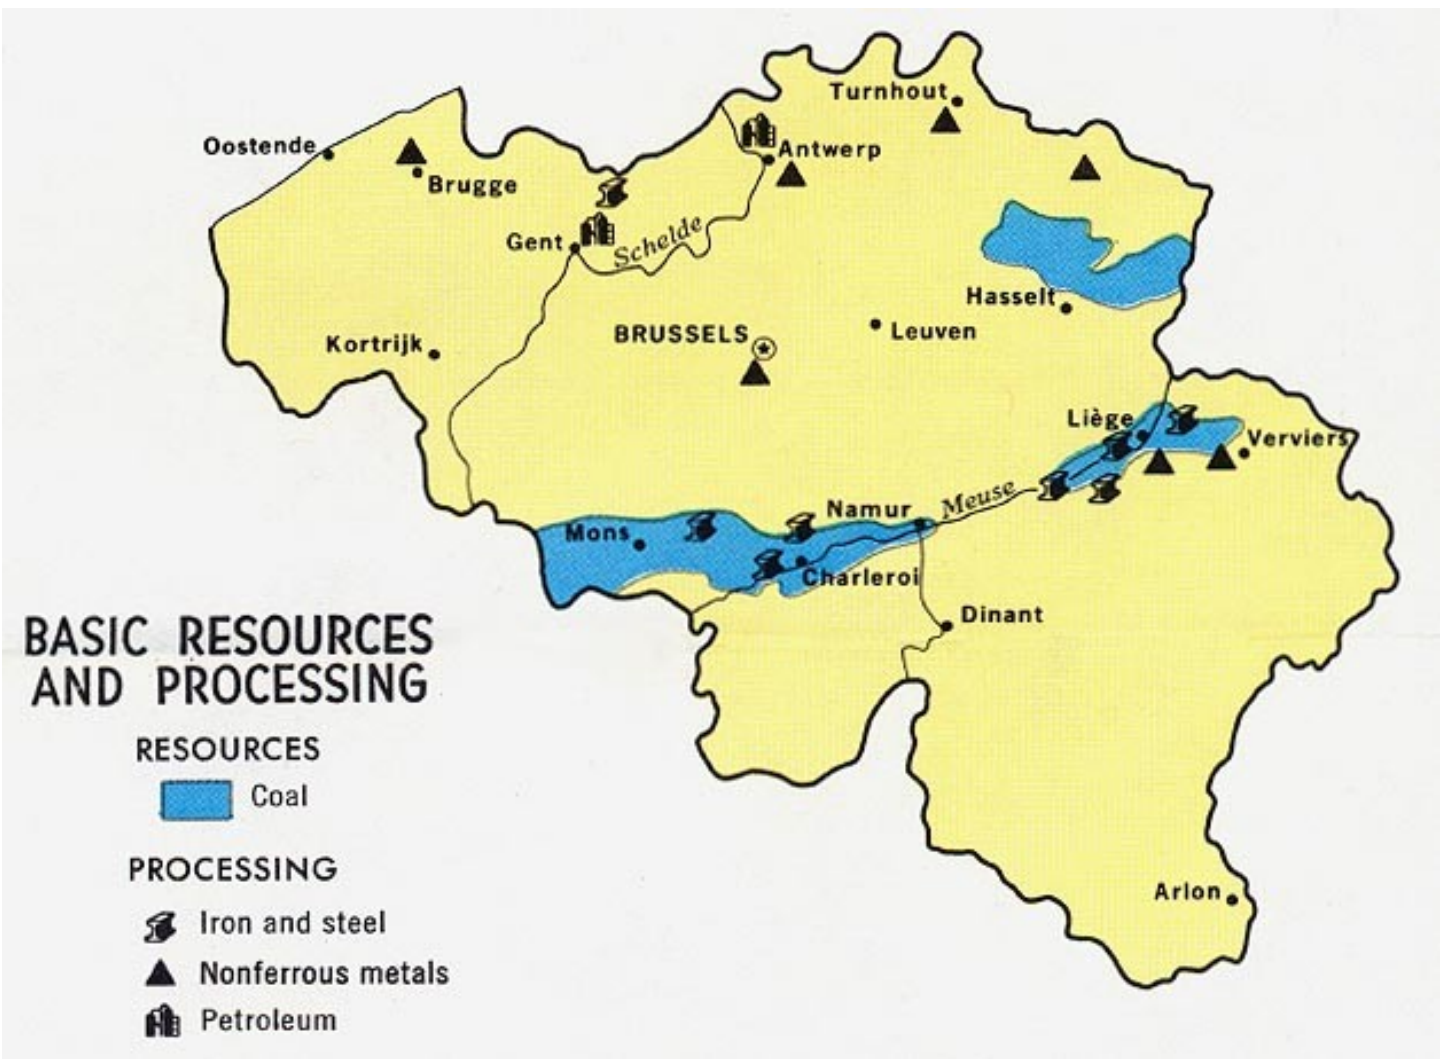 Turnhout
Oostende
Antwerp
Brugge
Gent
Schelde
Hasselt
BRUSSELS
Leuven
Kortrijk
Liège
Verviers
Meuse
Namur
Mons
Charleroi
Dinant
Arlon
BASIC RESOURCES
AND PROCESSING
RESOURCES
Coal
PROCESSING
Iron and steel
Nonferrous metals
Petroleum